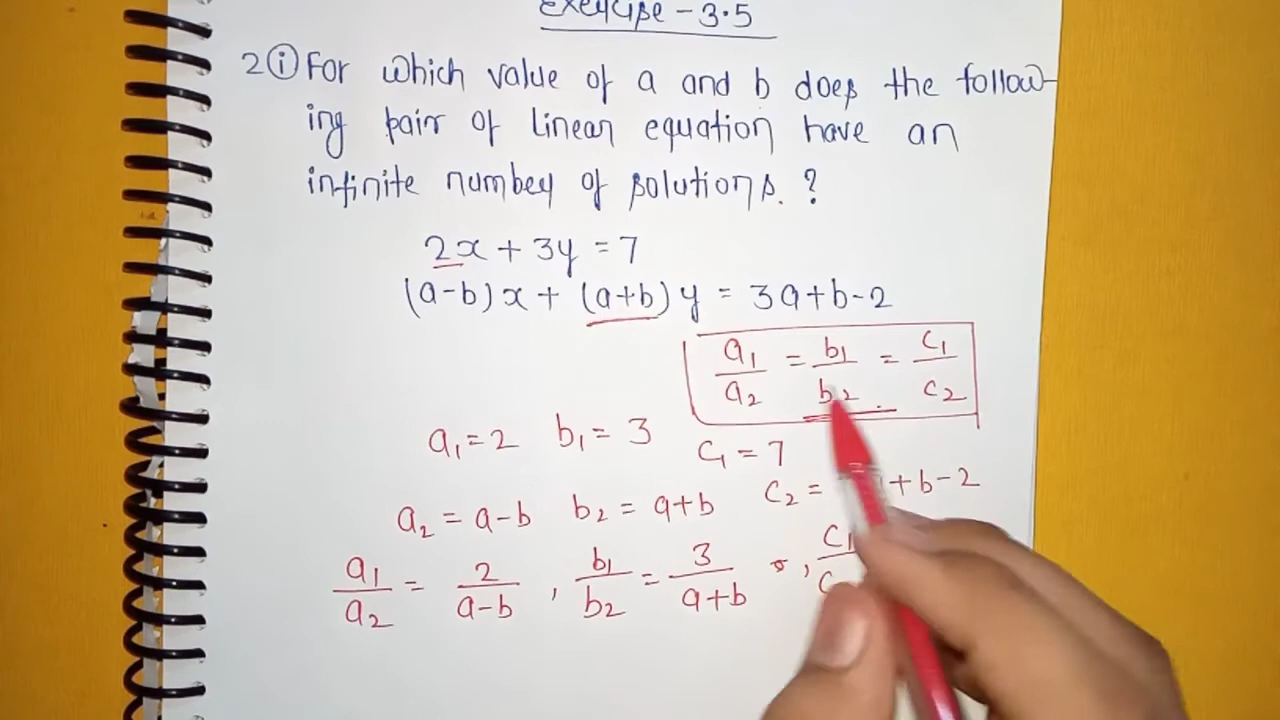 Exercise - 3.5
2 (i) For which value of a and b does the follow-
ing pair of linear equation have an
infinite number of solutions. ?
2x + 3y = 7
(a-b)x + (a+b)y = 3a+b-2
a₁/a₂ = b₁/b₂ = c₁/c₂
a₁ = 2 b₁ = 3 c₁ = 7
a₂ = a-b b₂ = a+b c₂ = +b-2
a₁/a₂ = 2/a-b , b₁/b₂ = 3/a+b , c₁/c